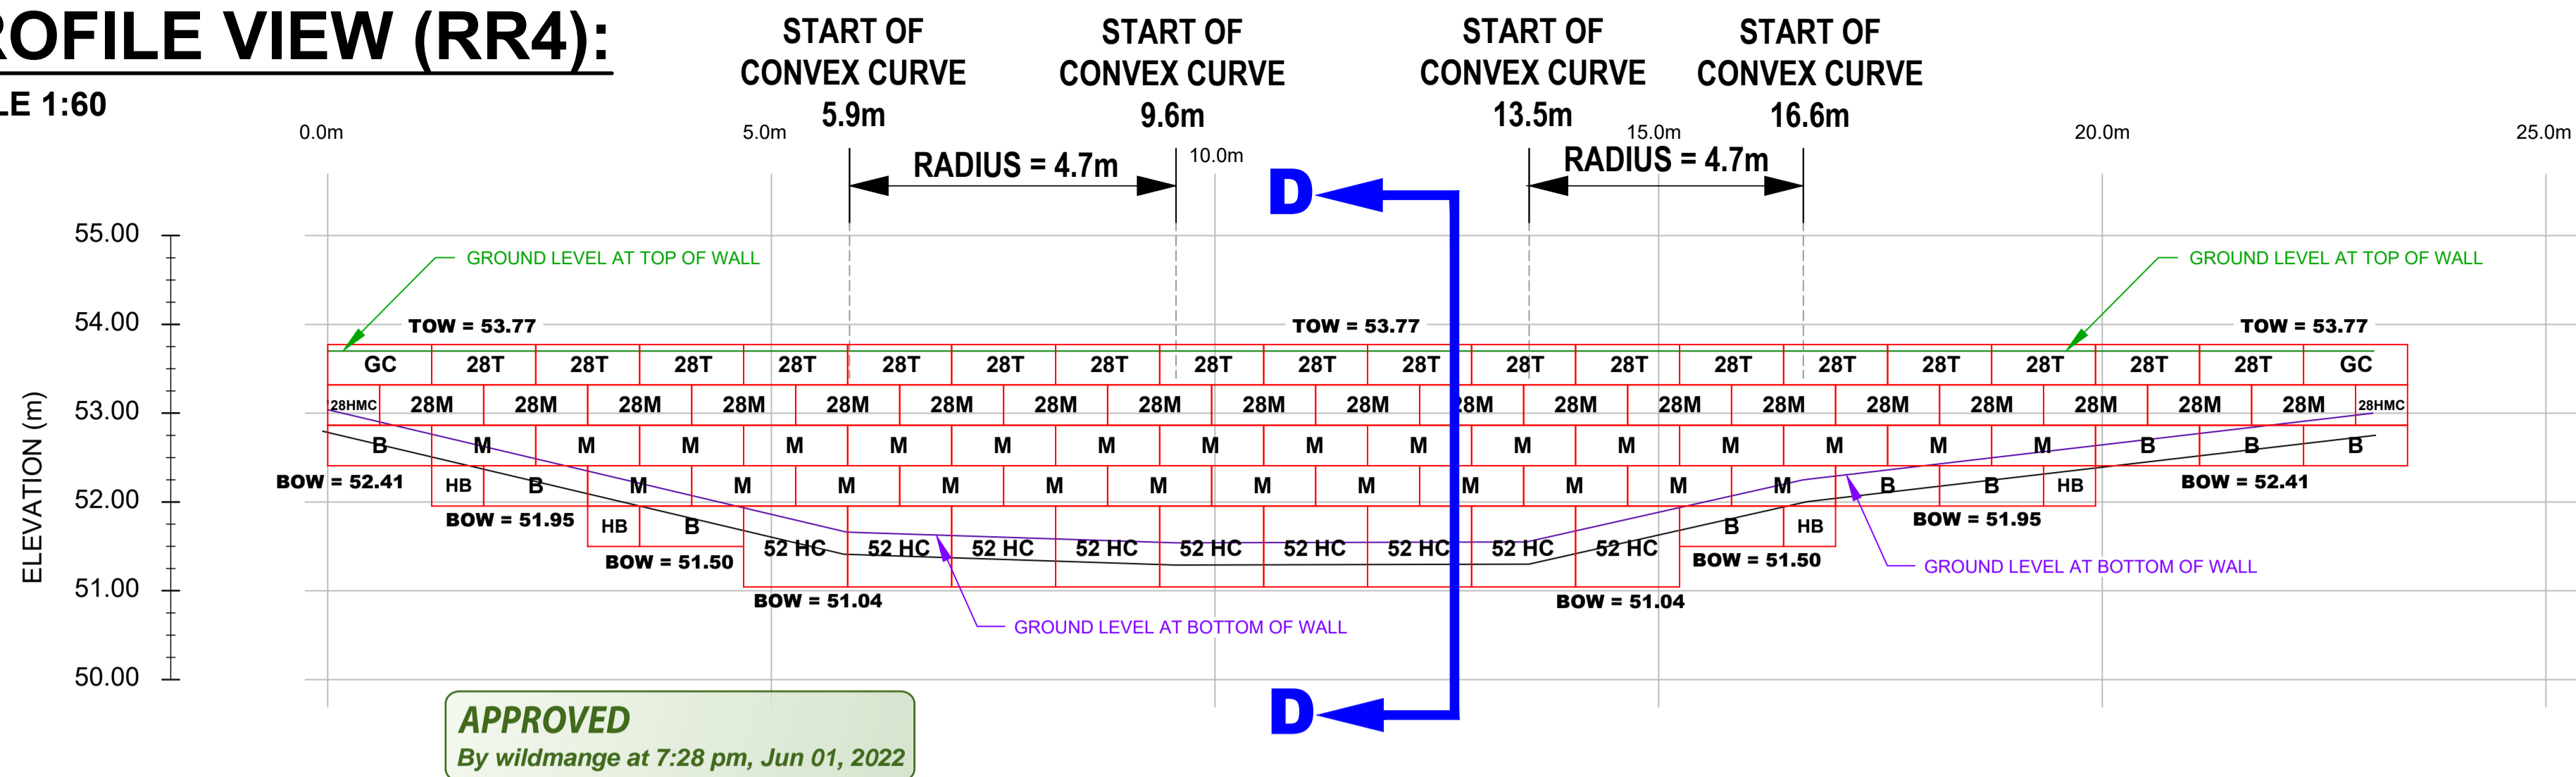 ROFILE VIEW (RR4):
LE 1:60
START OF
CONVEX CURVE
5.9m
START OF
CONVEX CURVE
9.6m
START OF
CONVEX CURVE
13.5m
START OF
CONVEX CURVE
16.6m
0.0m 5.0m 10.0m 15.0m 20.0m 25.0m
RADIUS = 4.7m RADIUS = 4.7m
D
55.00
GROUND LEVEL AT TOP OF WALL GROUND LEVEL AT TOP OF WALL
54.00 TOW = 53.77 TOW = 53.77 TOW = 53.77
GC 28T 28T 28T 28T 28T 28T 28T 28T 28T 28T 28T 28T 28T 28T 28T 28T 28T 28T GC
53.00 28HMC 28M 28M 28M 28M 28M 28M 28M 28M 28M 28M 28M 28M 28M 28M 28M 28M 28M 28M 28M 28HMC
B M M M M M M M M M M M M M M M M B B B
BOW = 52.41 HB B M M M M M M M M M M M M B B HB BOW = 52.41
52.00
BOW = 51.95 HB B B HB BOW = 51.95
52 HC 52 HC 52 HC 52 HC 52 HC 52 HC 52 HC 52 HC 52 HC
BOW = 51.50 BOW = 51.50
GROUND LEVEL AT BOTTOM OF WALL
51.00
BOW = 51.04 BOW = 51.04
GROUND LEVEL AT BOTTOM OF WALL
50.00
ELEVATION (m)
D
APPROVED
By wildmange at 7:28 pm, Jun 01, 2022